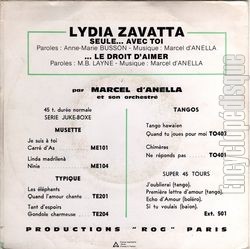 LYDIA ZAVATTA
SEULE... AVEC TOI
Paroles : Anne-Marie BUSSON - Musique : Marcel d'ANELLA
... LE DROIT D'AIMER
Paroles : M.B. LAYNE - Musique : Marcel d'ANELLA
par MARCEL d'ANELLA
et son orchestré
45 t. durée normale
SERIE JUKE-BOXE
MUSETTE
Je suis à toi
Carré d'As ME101
Linda madrilenà
Ninie ME104
TYPIQUE
Les éléphants
Quand l'amour chante TE201
Tant d'espoirs
Gondole charmeuse TE204
TANGOS
Tango hawaïen
Quand tu joues pour moi TO403
Chimères
Ne réponds pas TO401
SUPER 45 TOURS
J'oublierai (tango).
Première lettre d'amour (tango).
Echo d'Amour (boléro).
Si tu voulais (baïon). Ext. 501
PRODUCTIONS "ROG" PARIS